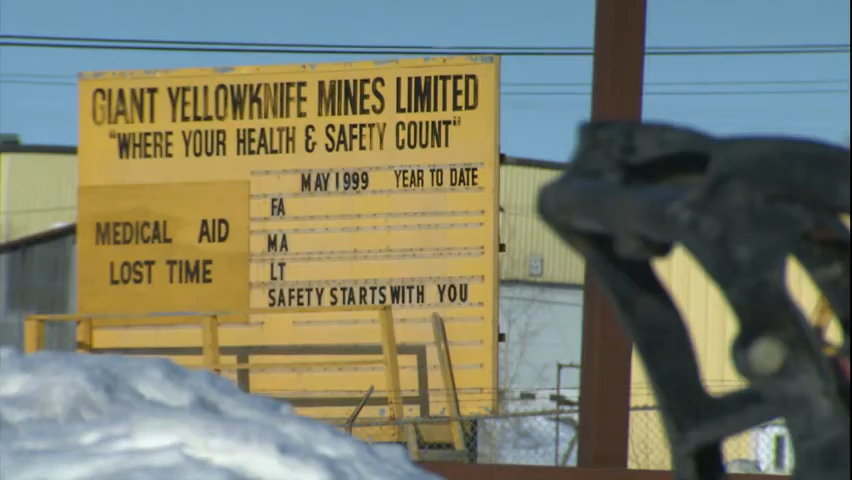 GIANT YELLOWKNIFE MINES LIMITED
"WHERE YOUR HEALTH & SAFETY COUNT"
MAY 1999 YEAR TO DATE
FA
MEDICAL AID
MA
LOST TIME
LT
SAFETY STARTS WITH YOU